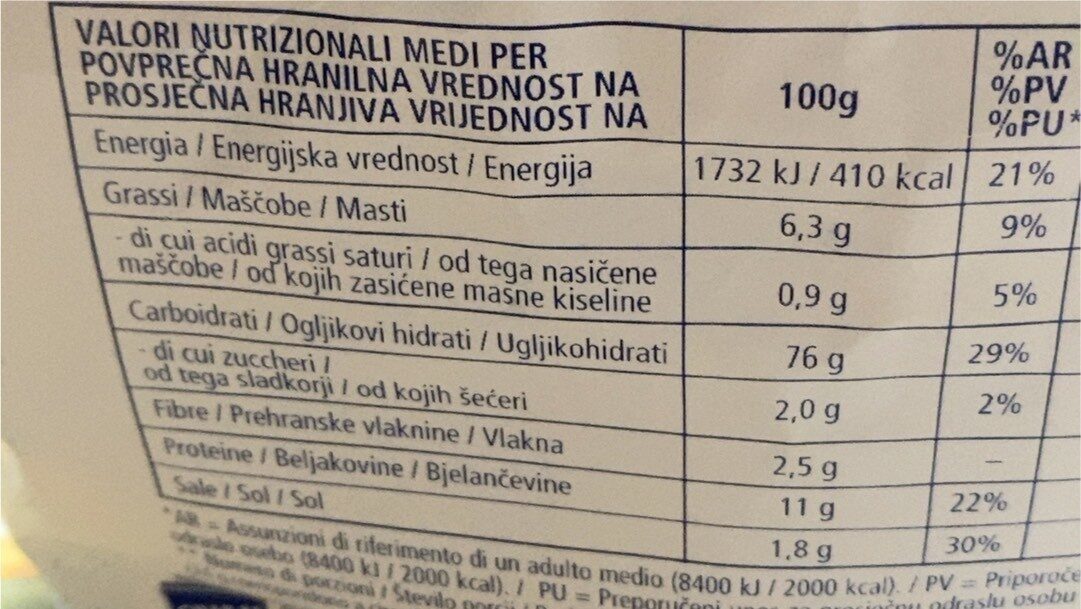 VALORI NUTRIZIONALI MEDI PER
POVPREČNA HRANILNA VREDNOST NA
PROSJEČNA HRANJIVA VRIJEDNOST NA
100g
%AR
%PV
%PU*
Energia / Energijska vrednost / Energija 1732 kJ / 410 kcal 21%
Grassi / Maščobe / Masti 6,3 g 9%
- di cui acidi grassi saturi / od tega nasičene
maščobe / od kojih zasićene masne kiseline 0,9 g 5%
Carboidrati / Ogljikovi hidrati / Ugljikohidrati 76 g 29%
- di cui zuccheri /
od tega sladkorji / od kojih šećeri 2,0 g 2%
Fibre / Prehranske vlaknine / Vlakna 2,5 g –
Proteine / Beljakovine / Bjelančevine 11 g 22%
Sale / Sol / Sol 1,8 g 30%
*AR = Assunzioni di riferimento di un adulto medio (8400 kJ / 2000 kcal). / PV = Priporoče
odrasle osebo (8400 kJ / 2000 kcal). / PU = Preporučeni odraslu osobu
di porzioni / Število